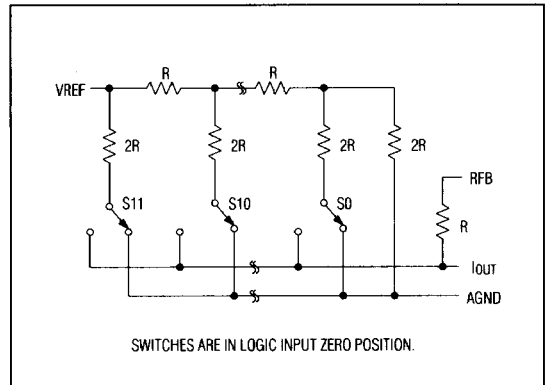 R R
VREF
2R 2R 2R 2R
RFB
S11 S10 S0
R
IOUT
AGND
SWITCHES ARE IN LOGIC INPUT ZERO POSITION.